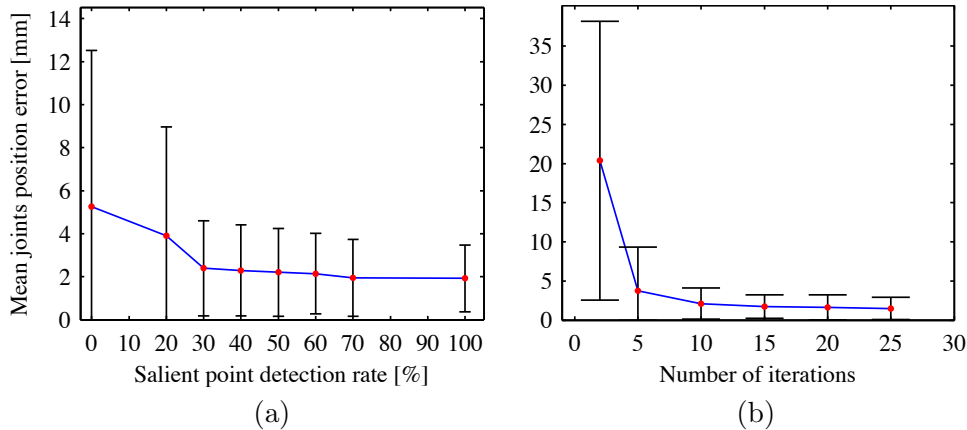 Mean joints position error [mm]
14
12
10
8
6
4
2
0
0 10 20 30 40 50 60 70 80 90 100
Salient point detection rate [%]
(a)
35
30
25
20
15
10
5
0
0 5 10 15 20 25 30
Number of iterations
(b)